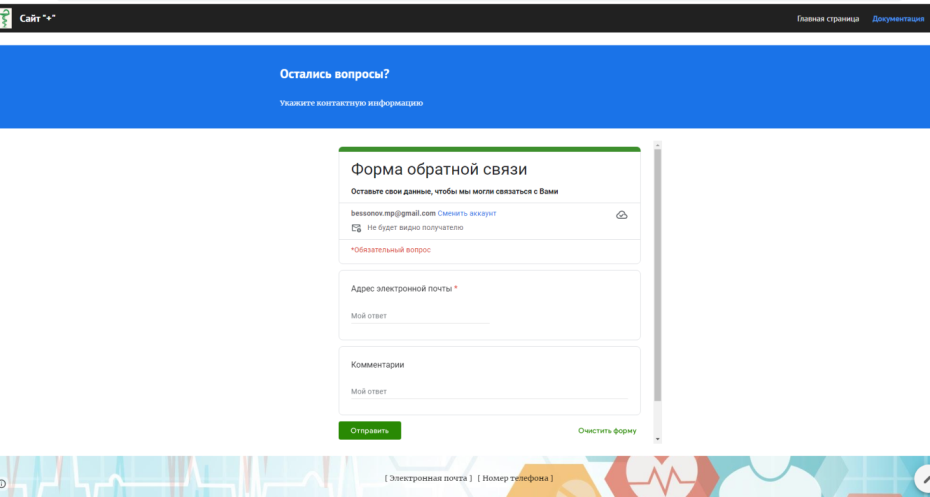 Сайт "+"
Главная страница Документация
Остались вопросы?
Укажите контактную информацию
Форма обратной связи
Оставьте свои данные, чтобы мы могли связаться с Вами
bessonov.mp@gmail.com Сменить аккаунт
Не будет видно получателю
*Обязательный вопрос
Адрес электронной почты *
Мой ответ
Комментарии
Мой ответ
Отправить
Очистить форму
[ Электронная почта ] [ Номер телефона ]